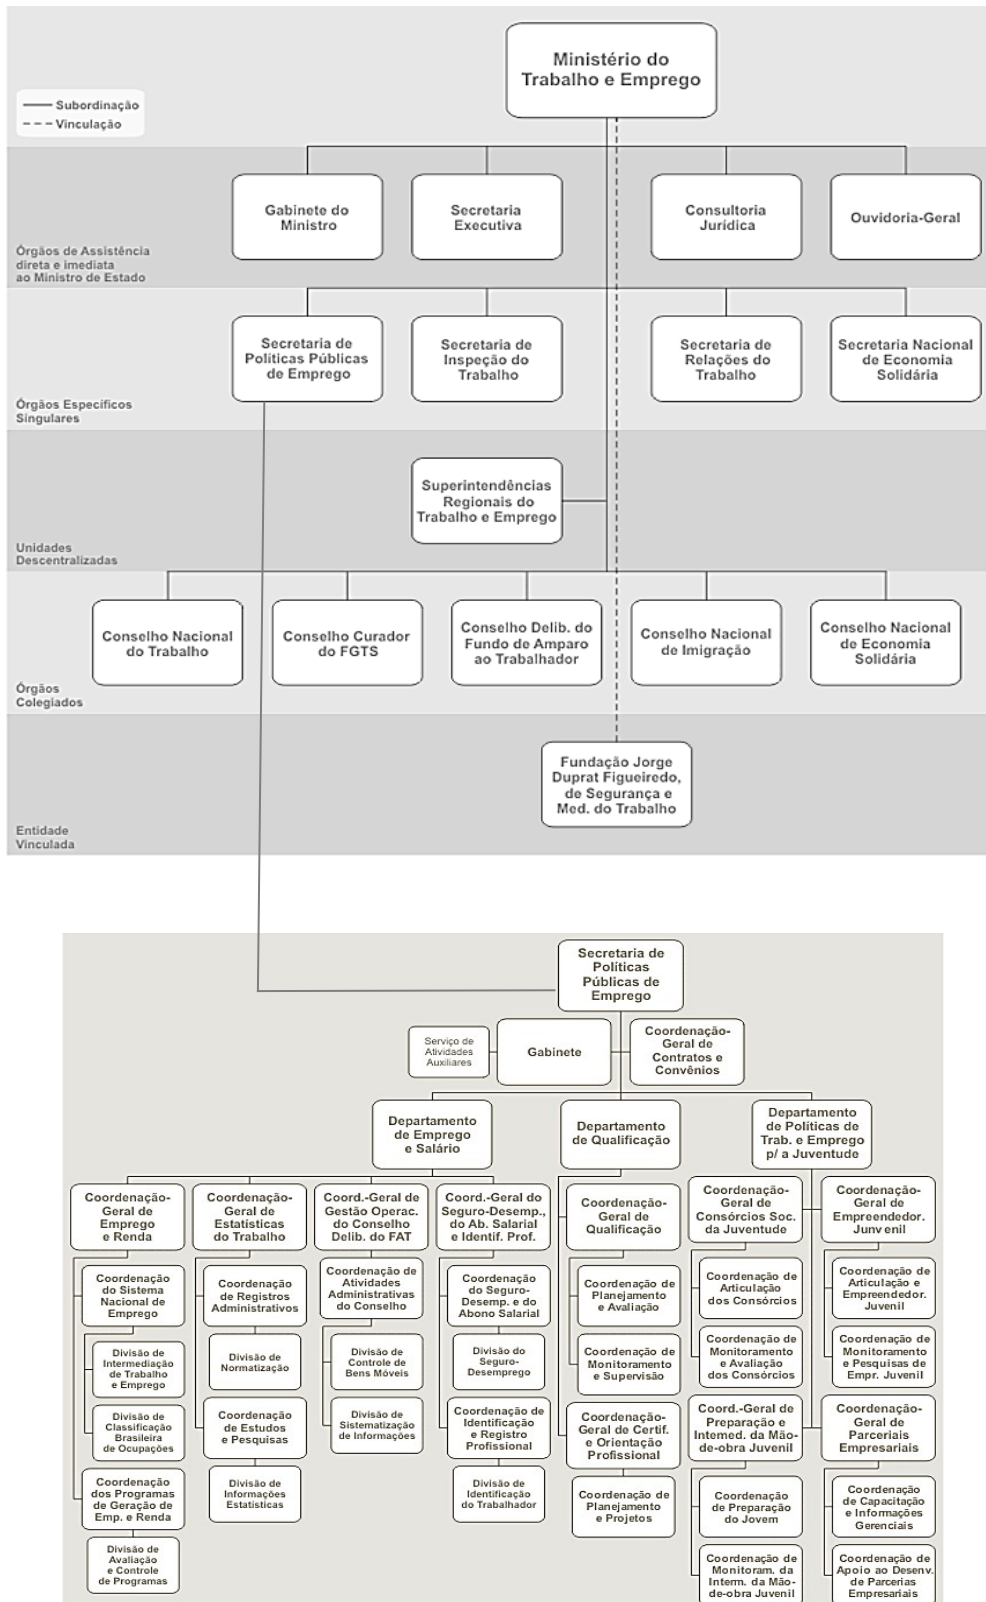 Ministério do
Trabalho e Emprego
Subordinação
Vinculação
Gabinete do
Ministro
Secretaria
Executiva
Consultoria
Jurídica
Ouvidoria-Geral
Órgãos de Assistência
direta e imediata
ao Ministro de Estado
Secretaria de
Políticas Públicas
de Emprego
Secretaria de
Inspeção do
Trabalho
Secretaria de
Relações do
Trabalho
Secretaria Nacional
de Economia
Solidária
Órgãos Específicos
Singulares
Superintendências
Regionais do
Trabalho e Emprego
Unidades
Descentralizadas
Conselho Nacional
do Trabalho
Conselho Curador
do FGTS
Conselho Delib. do
Fundo de Amparo
ao Trabalhador
Conselho Nacional
de Imigração
Conselho Nacional
de Economia
Solidária
Órgãos
Colegiados
Fundação Jorge
Duprat Figueiredo,
de Segurança e
Med. do Trabalho
Entidade
Vinculada
Secretaria de
Políticas
Públicas de
Emprego
Serviço de
Atividades
Auxiliares
Gabinete
Coordenação-
Geral de
Contratos e
Convênios
Departamento
de Emprego
e Salário
Departamento
de Qualificação
Departamento
de Políticas de
Trab. e Emprego
p/ a Juventude
Coordenação-
Geral de
Emprego
e Renda
Coordenação-
Geral de
Estatísticas
do Trabalho
Coord.-Geral de
Gestão Operac.
do Conselho
Delib. do FAT
Coord.-Geral do
Seguro-Desemp.,
do Ab. Salarial
e Identif. Prof.
Coordenação-
Geral de
Qualificação
Coordenação-
Geral de
Consórcios Soc.
da Juventude
Coordenação-
Geral de
Empreendedor.
Junvenil
Coordenação
do Sistema
Nacional de
Emprego
Coordenação
de Registros
Administrativos
Coordenação de
Atividades
Administrativas
do Conselho
Coordenação
do Seguro-
Desemp. e do
Abono Salarial
Coordenação de
Planejamento
e Avaliação
Coordenação de
Articulação
dos Consórcios
Coordenação de
Articulação e
Empreendedor.
Juvenil
Divisão de
Intermediação
de Trabalho
e Emprego
Divisão de
Normatização
Divisão de
Controle de
Bens Móveis
Divisão do
Seguro-
Desemprego
Coordenação
de Monitoramento
e Supervisão
Coordenação de
Monitoramento
e Avaliação
dos Consórcios
Coordenação de
Monitoramento
e Pesquisas de
Empr. Juvenil
Divisão de
Classificação
Brasileira
de Ocupações
Coordenação
de Estudos
e Pesquisas
Divisão de
Sistematização
de Informações
Coordenação
de Identificação
e Registro
Profissional
Coordenação-
Geral de Certif.
e Orientação
Profissional
Coord.-Geral de
Preparação e
Intemed. da Mão-
de-obra Juvenil
Coordenação-
Geral de
Parceriais
Empresariais
Coordenação
dos Programas
de Geração de
Emp. e Renda
Divisão de
Informações
Estatísticas
Divisão de
Identificação
do Trabalhador
Coordenação de
Planejamento
e Projetos
Coordenação
de Preparação
do Jovem
Coordenação
de Capacitação
e Informações
Gerenciais
Divisão de
Avaliação
e Controle
de Programas
Coordenação de
Monitoram. da
Interm. da Mão-
de-obra Juvenil
Coordenação de
Apoio ao Desenv.
de Parcerias
Empresariais